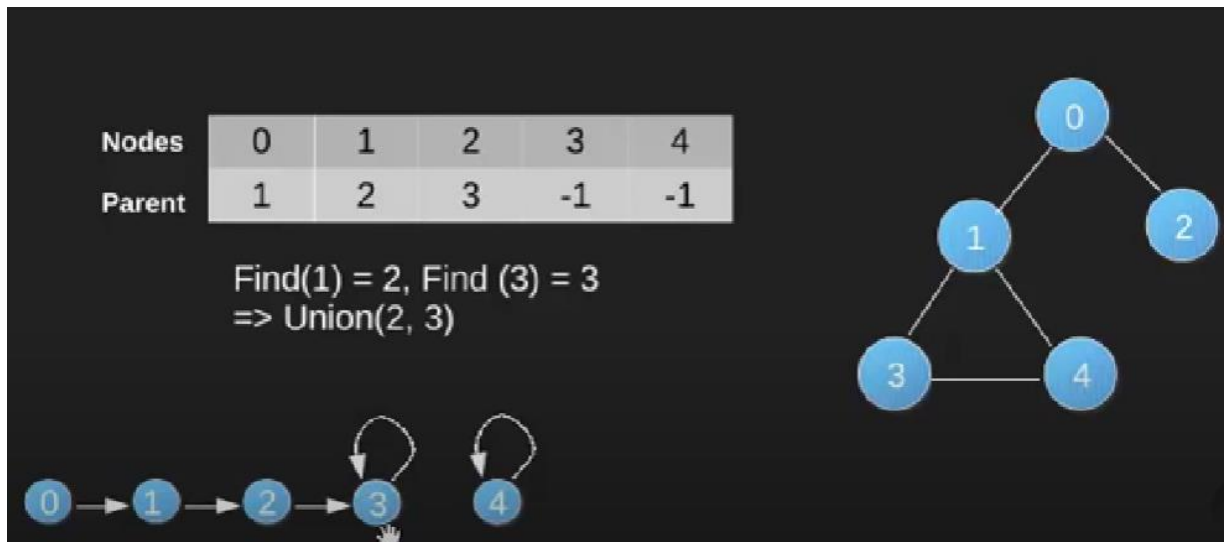 Nodes 0 1 2 3 4
Parent 1 2 3 -1 -1
Find(1) = 2, Find (3) = 3
=> Union(2, 3)
0
1
2
3
4
0 1 2 3 4